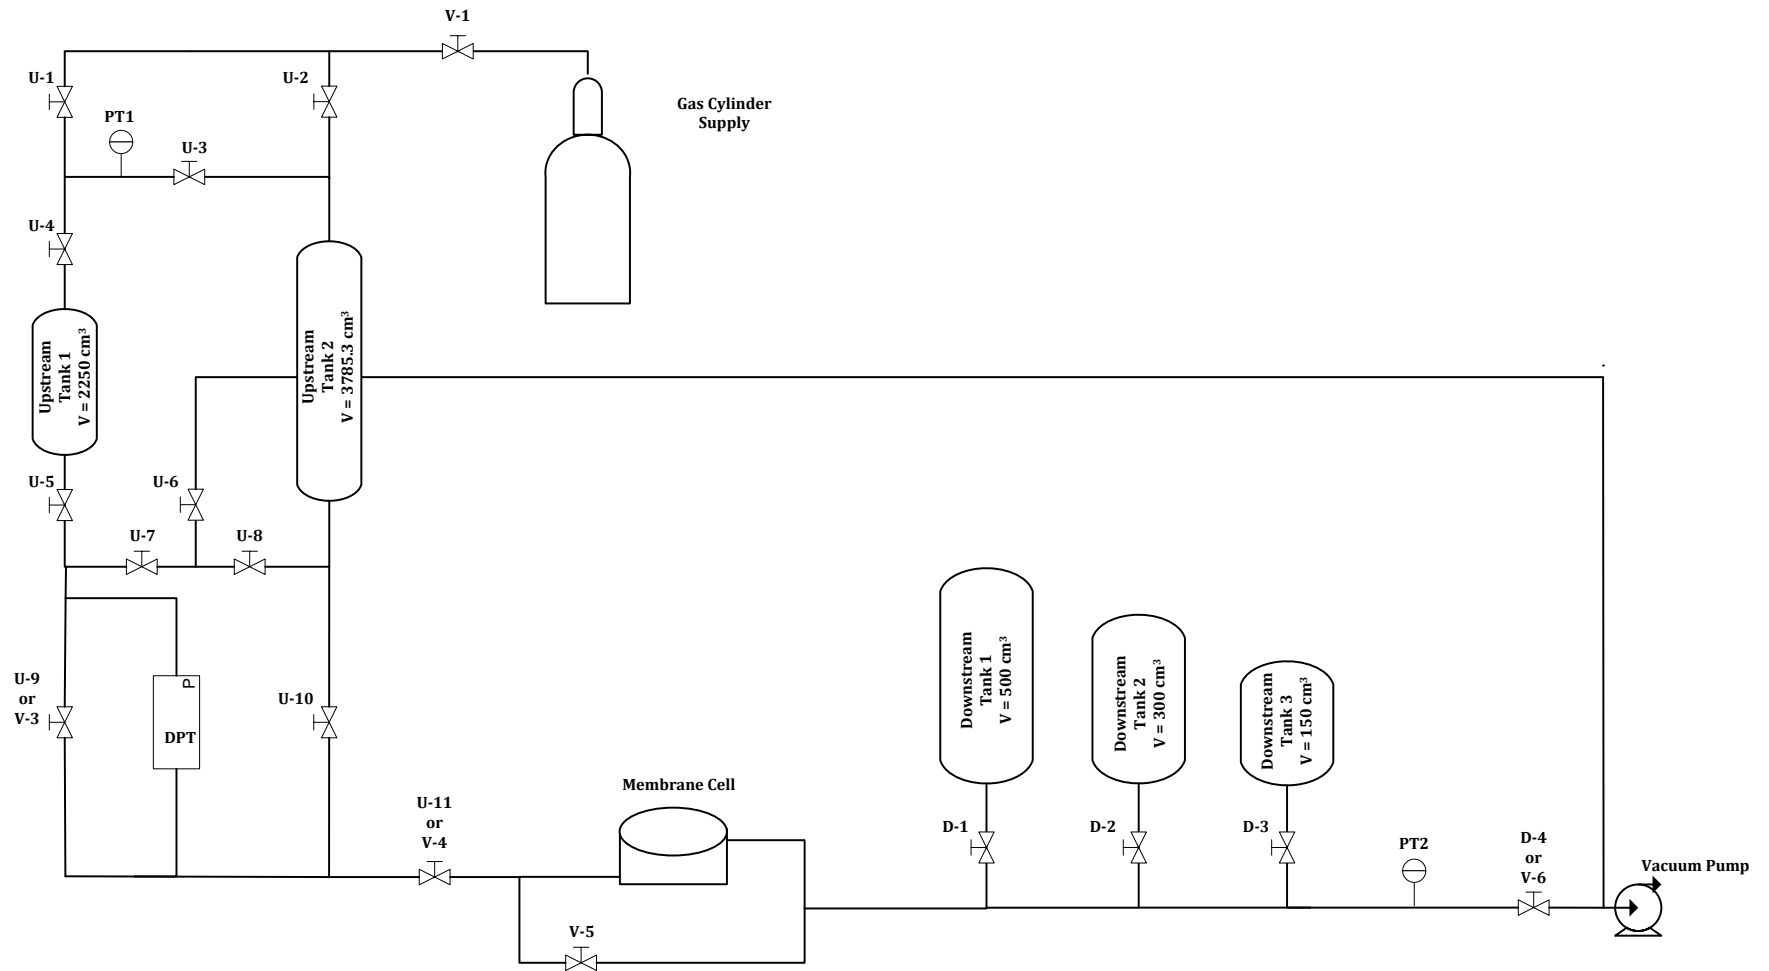 V-1
U-1
U-2
Gas Cylinder
Supply
PT1
U-3
U-4
Upstream
Tank 1
V = 2250 cm³
Upstream
Tank 2
V = 3785.3 cm³
U-5
U-6
U-7
U-8
U-9
or
V-3
P
DPT
U-10
U-11
or
V-4
Membrane Cell
V-5
Downstream
Tank 1
V = 500 cm³
Downstream
Tank 2
V = 300 cm³
Downstream
Tank 3
V = 150 cm³
D-1
D-2
D-3
PT2
D-4
or
V-6
Vacuum Pump